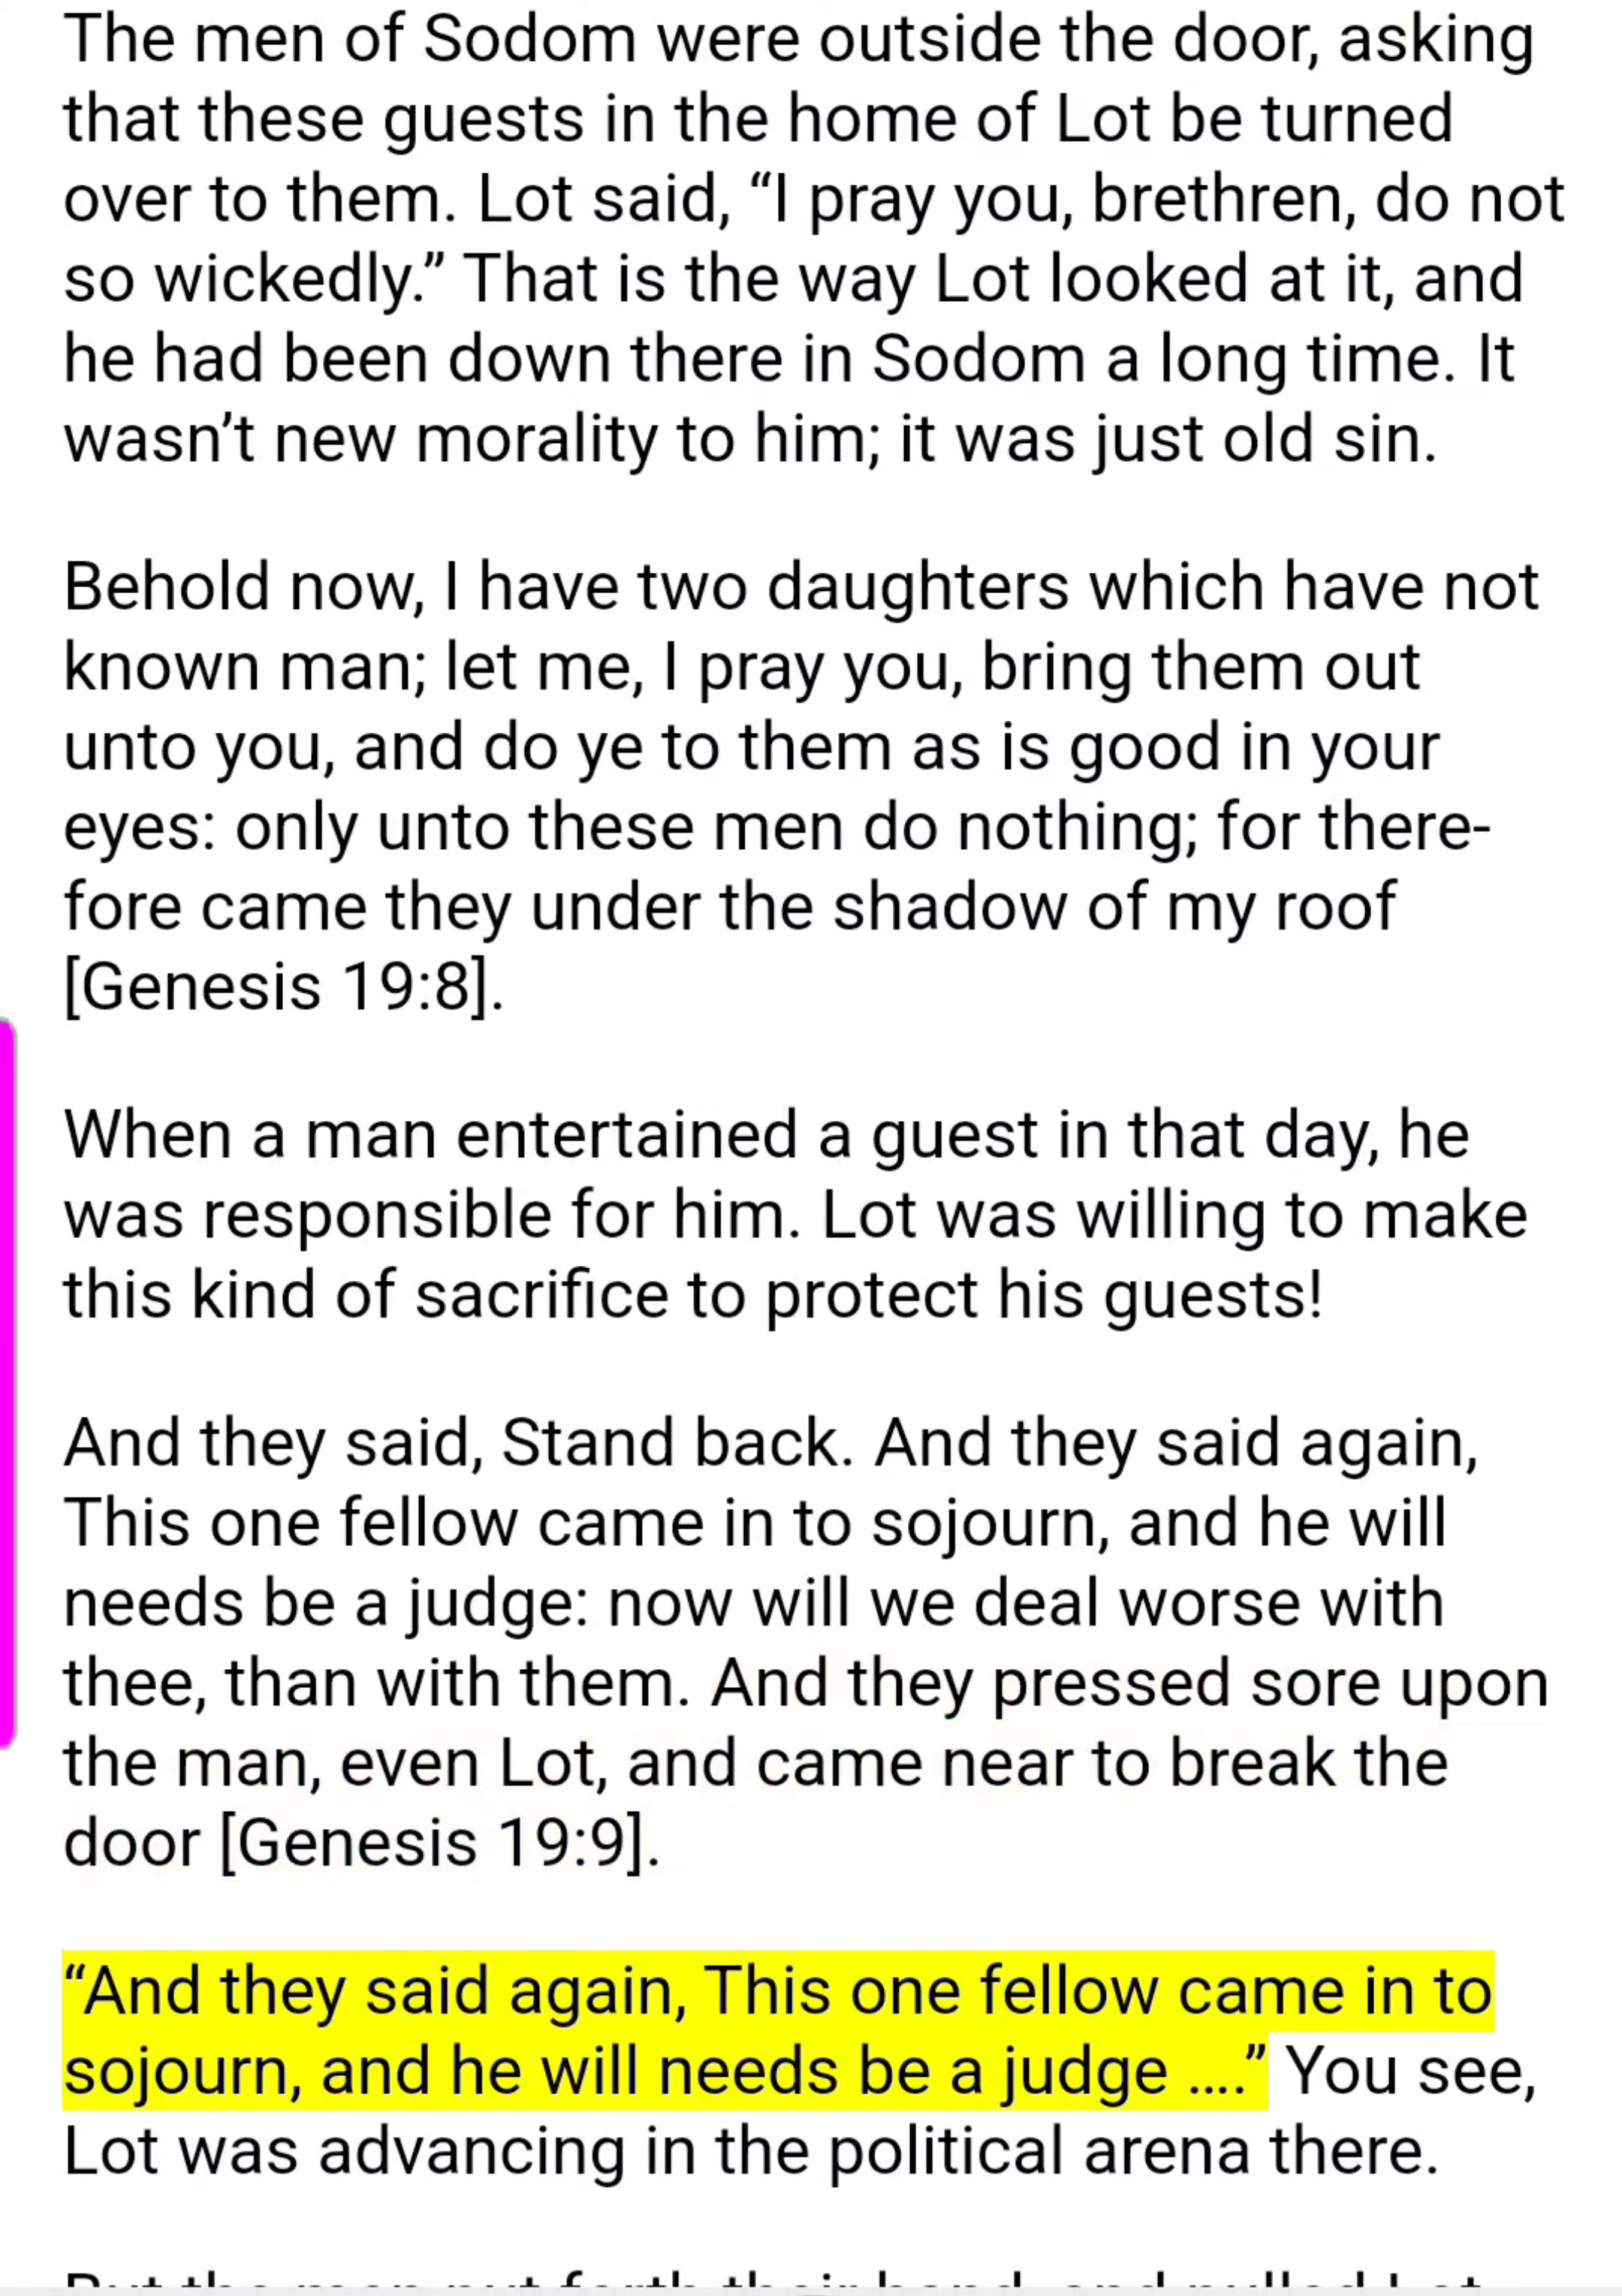 The men of Sodom were outside the door, asking
that these guests in the home of Lot be turned
over to them. Lot said, “I pray you, brethren, do not
so wickedly.” That is the way Lot looked at it, and
he had been down there in Sodom a long time. It
wasn’t new morality to him; it was just old sin.
Behold now, I have two daughters which have not
known man; let me, I pray you, bring them out
unto you, and do ye to them as is good in your
eyes: only unto these men do nothing; for there-
fore came they under the shadow of my roof
[Genesis 19:8].
When a man entertained a guest in that day, he
was responsible for him. Lot was willing to make
this kind of sacrifice to protect his guests!
And they said, Stand back. And they said again,
This one fellow came in to sojourn, and he will
needs be a judge: now will we deal worse with
thee, than with them. And they pressed sore upon
the man, even Lot, and came near to break the
door [Genesis 19:9].
“And they said again, This one fellow came in to
sojourn, and he will needs be a judge ….” You see,
Lot was advancing in the political arena there.